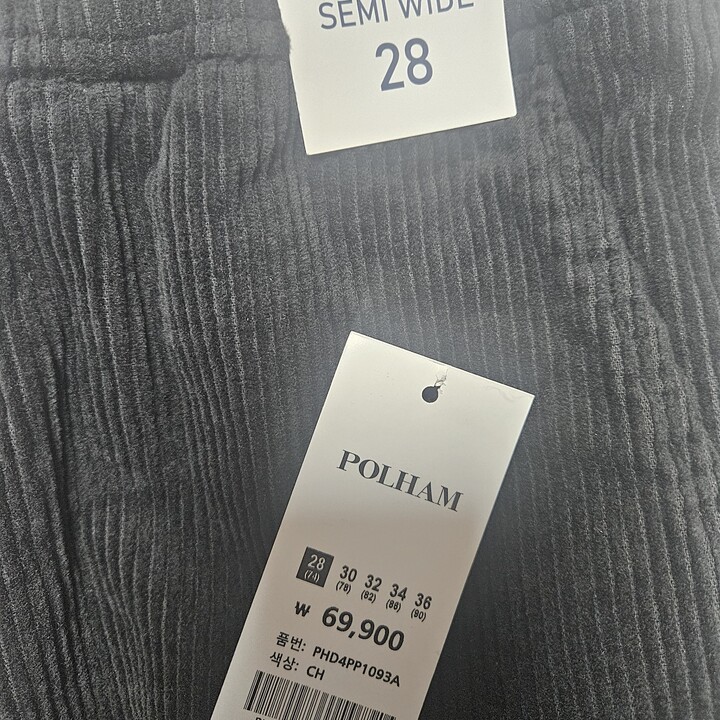 SEMI WIDE
28
POLHAM
28 30 32 34 36
(74) (78) (82) (88) (90)
₩ 69,900
품번: PHD4PP1093A
색상: CH